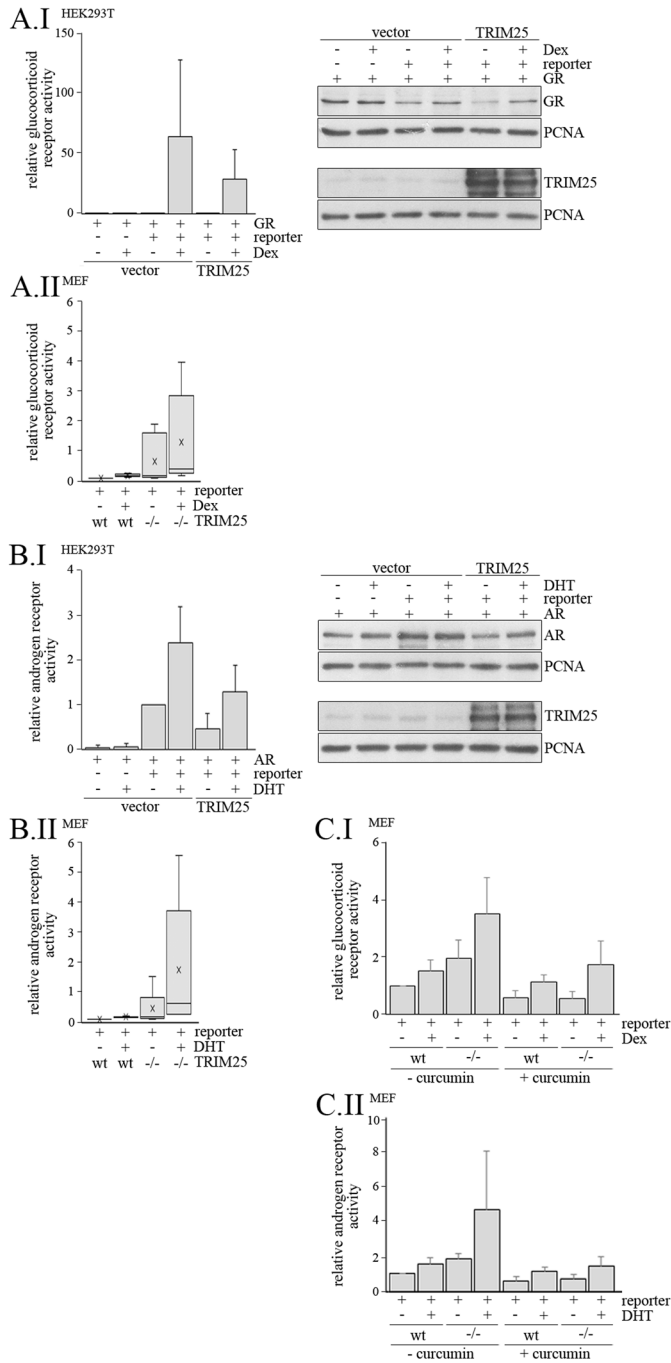 A.I HEK293T
relative glucocorticoid
receptor activity
150
100
50
0
+ + + + + + GR
- - + + + + reporter
- + - + - + Dex
vector TRIM25
vector TRIM25
- + - + - + Dex
- - + + + + reporter
+ + + + + + GR
GR
PCNA
TRIM25
PCNA
A.II MEF
relative glucocorticoid
receptor activity
6
5
4
3
2
1
0
x x x x
+ + + + reporter
- + - + Dex
wt wt -/- -/- TRIM25
B.I HEK293T
relative androgen receptor
activity
4
3
2
1
0
+ + + + + + AR
- - + + + + reporter
- + - + - + DHT
vector TRIM25
vector TRIM25
- + - + - + DHT
- - + + + + reporter
+ + + + + + AR
AR
PCNA
TRIM25
PCNA
B.II MEF
relative androgen receptor
activity
6
5
4
3
2
1
0
x x x x
+ + + + reporter
- + - + DHT
wt wt -/- -/- TRIM25
C.I MEF
relative glucocorticoid
receptor activity
6
4
2
0
+ + + + + + + + reporter
- + - + - + - + Dex
wt -/- wt -/-
- curcumin + curcumin
C.II MEF
relative androgen receptor
activity
10
8
6
4
2
0
+ + + + + + + + reporter
- + - + - + - + DHT
wt -/- wt -/-
- curcumin + curcumin